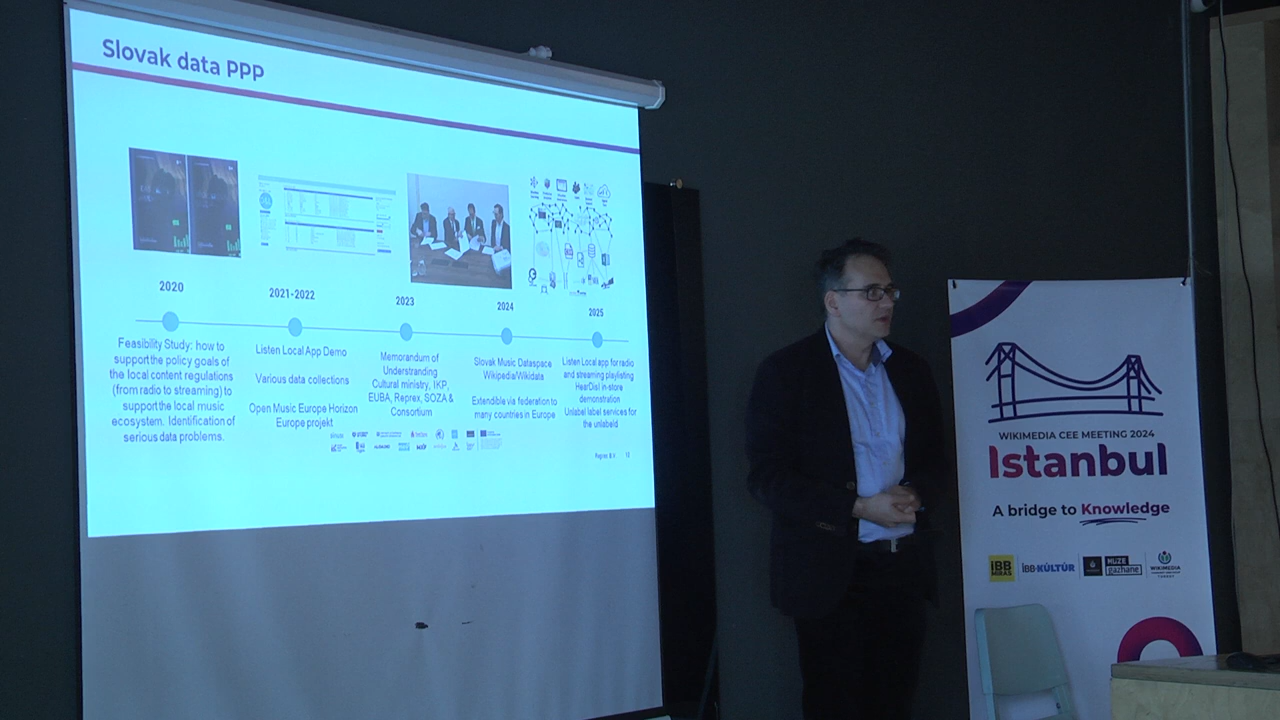 Slovak data PPP
2020
Feasibility Study: how to
support the policy goals of
the local content regulations
(from radio to streaming) to
support the local music
ecosystem. Identification of
serious data problems.
2021-2022
Listen Local App Demo
Various data collections
Open Music Europe Horizon
Europe projekt
2023
Memorandum of
Understranding
Cultural ministry, IKP,
EUBA, Reprex, SOZA &
Consortium
2024
Slovak Music Dataspace
Wikipedia/Wikidata
Extendible via federation to
many countries in Europe
2025
Listen Local app for radio
and streaming playlisting
HearDis! in-store
demonstration
Unlabel label services for
the unlabeld
WIKIMEDIA CEE MEETING 2024
Istanbul
A bridge to Knowledge
IBB
MİRAS
İBB KÜLTÜR
MÜZE
gazhane
WIKIMEDIA